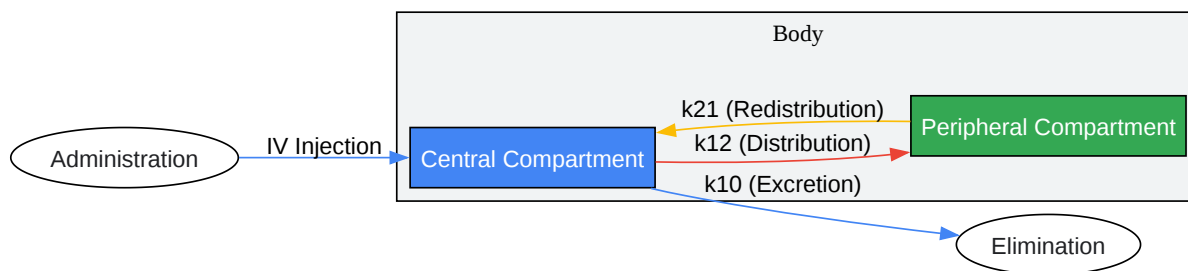 Body
k21 (Redistribution)
Peripheral Compartment
IV Injection
k12 (Distribution)
Administration
Central Compartment
k10 (Excretion)
Elimination